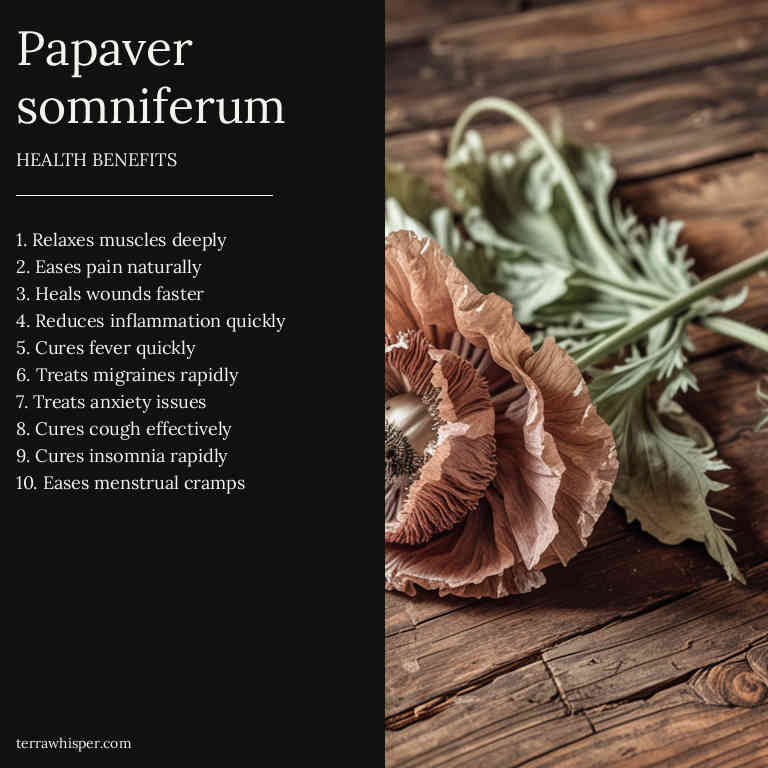 Papaver
somniferum
HEALTH BENEFITS
1. Relaxes muscles deeply
2. Eases pain naturally
3. Heals wounds faster
4. Reduces inflammation quickly
5. Cures fever quickly
6. Treats migraines rapidly
7. Treats anxiety issues
8. Cures cough effectively
9. Cures insomnia rapidly
10. Eases menstrual cramps
terrawhisper.com